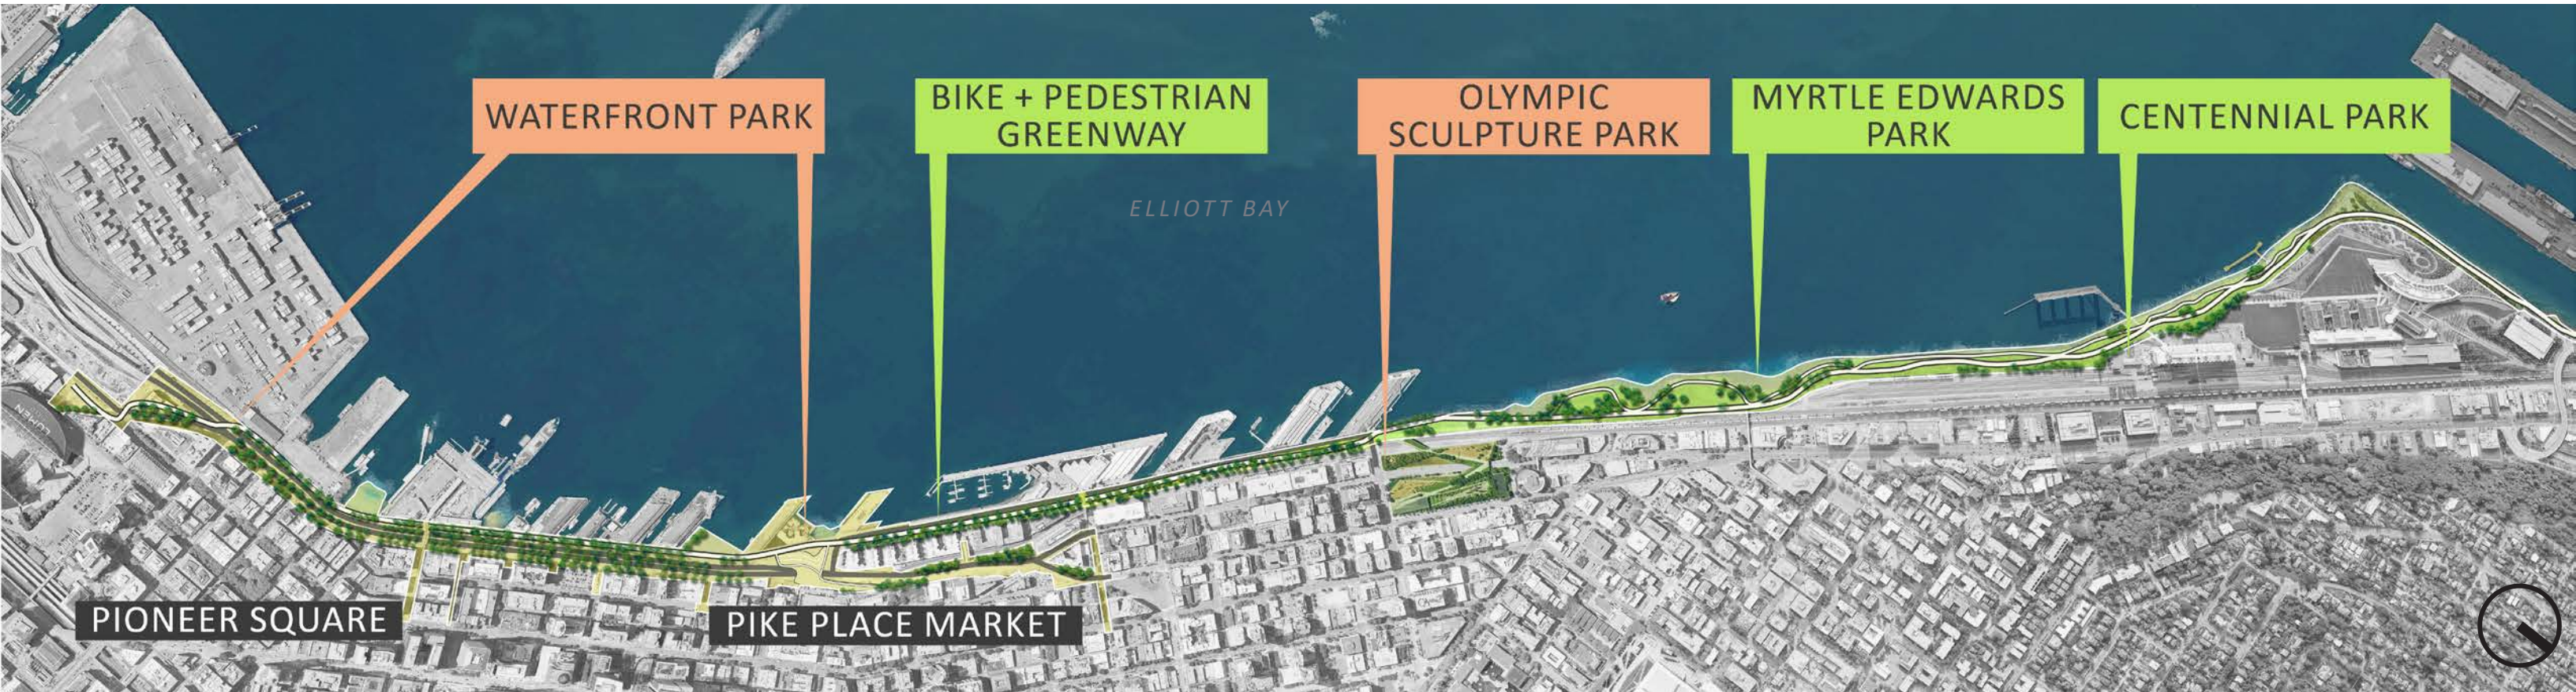 WATERFRONT PARK
BIKE + PEDESTRIAN
GREENWAY
OLYMPIC
SCULPTURE PARK
MYRTLE EDWARDS
PARK
CENTENNIAL PARK
ELLIOTT BAY
LUMEN
PIONEER SQUARE
PIKE PLACE MARKET